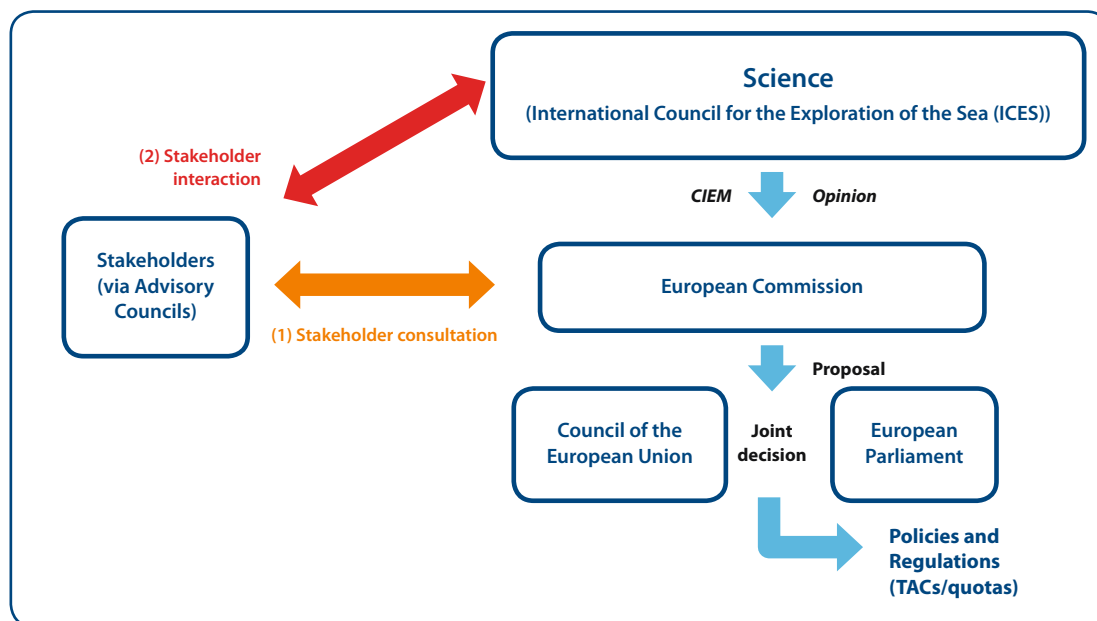 Science
(International Council for the Exploration of the Sea (ICES))
(2) Stakeholder
interaction
CIEM
Opinion
Stakeholders
(via Advisory
Councils)
European Commission
(1) Stakeholder consultation
Proposal
Council of the
European Union
Joint
decision
European
Parliament
Policies and
Regulations
(TACs/quotas)